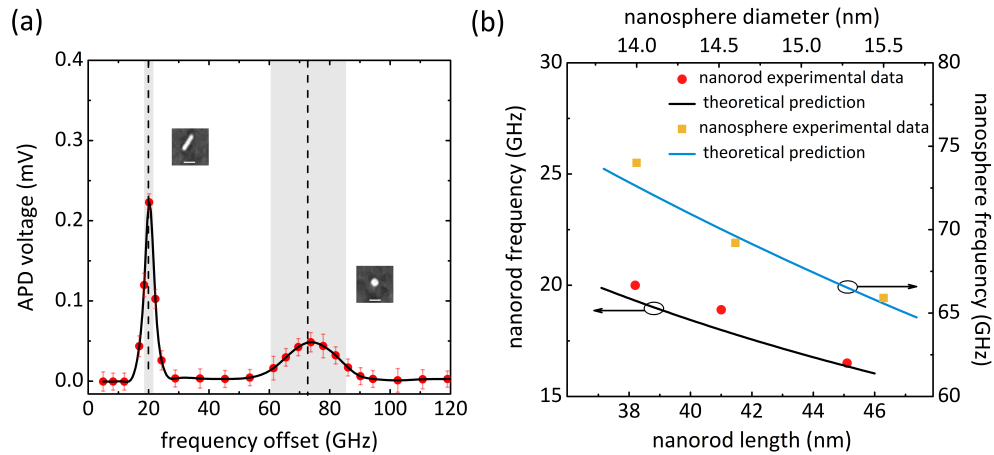 (a)
APD voltage (mV)
0.4
0.3
0.2
0.1
0.0
0 20 40 60 80 100 120
frequency offset (GHz)
(b)
nanosphere diameter (nm)
14.0 14.5 15.0 15.5
nanorod frequency (GHz)
30
25
20
15
nanorod experimental data
theoretical prediction
nanosphere experimental data
theoretical prediction
80
75
70
65
60
nanosphere frequency (GHz)
38 40 42 44 46
nanorod length (nm)